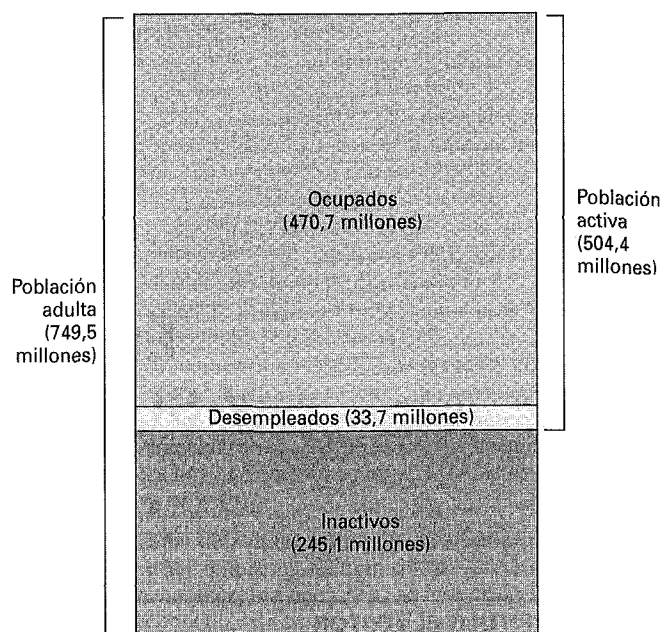 Ocupados
(470,7 millones)
Población
activa
(504,4
millones)
Población
adulta
(749,5
millones)
Desempleados (33,7 millones)
Inactivos
(245,1 millones)